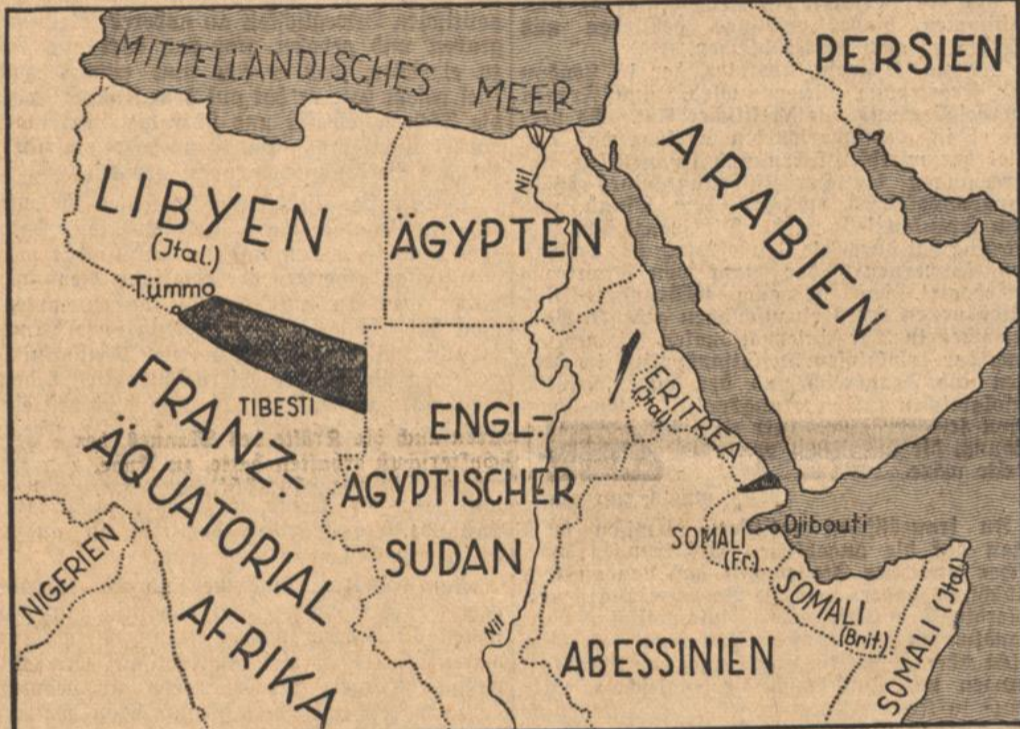 MITTELLÄNDISCHES MEER
PERSIEN
ARABIEN
LIBYEN
(Jtal.)
ÄGYPTEN
Nil
Tümmo
TIBESTI
FRANZ.-
ÄQUATORIAL
AFRIKA
NIGERIEN
ENGL.-
ÄGYPTISCHER
SUDAN
Nil
ERITREA
(Jtal.)
Djibouti
SOMALI
(Fr.)
SOMALI
(Brit.)
SOMALI (Jtal.)
ABESSINIEN